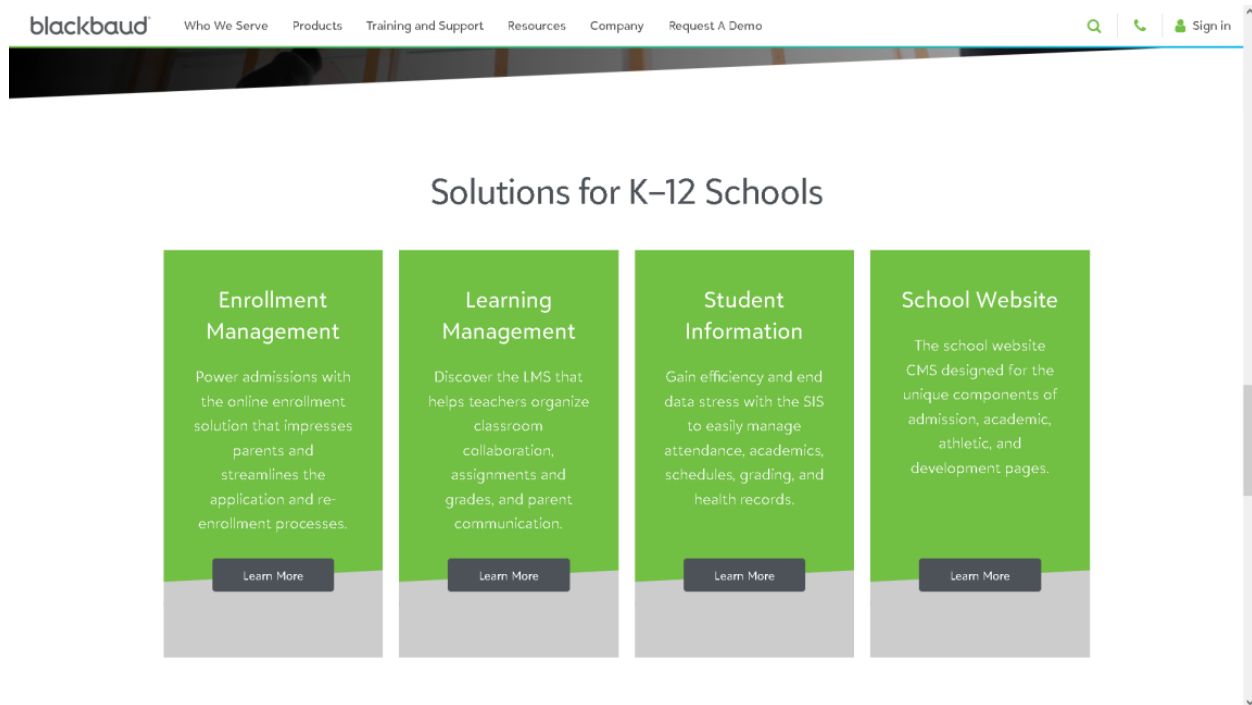 blackbaud
Who We Serve Products Training and Support Resources Company Request A Demo
Sign in
Solutions for K–12 Schools
Enrollment
Management
Power admissions with
the online enrollment
solution that impresses
parents and
streamlines the
application and re-
enrollment processes.
Learn More
Learning
Management
Discover the LMS that
helps teachers organize
classroom
collaboration,
assignments and
grades, and parent
communication.
Learn More
Student
Information
Gain efficiency and end
data stress with the SIS
to easily manage
attendance, academics,
schedules, grading, and
health records.
Learn More
School Website
The school website
CMS designed for the
unique components of
admission, academic,
athletic, and
development pages.
Learn More